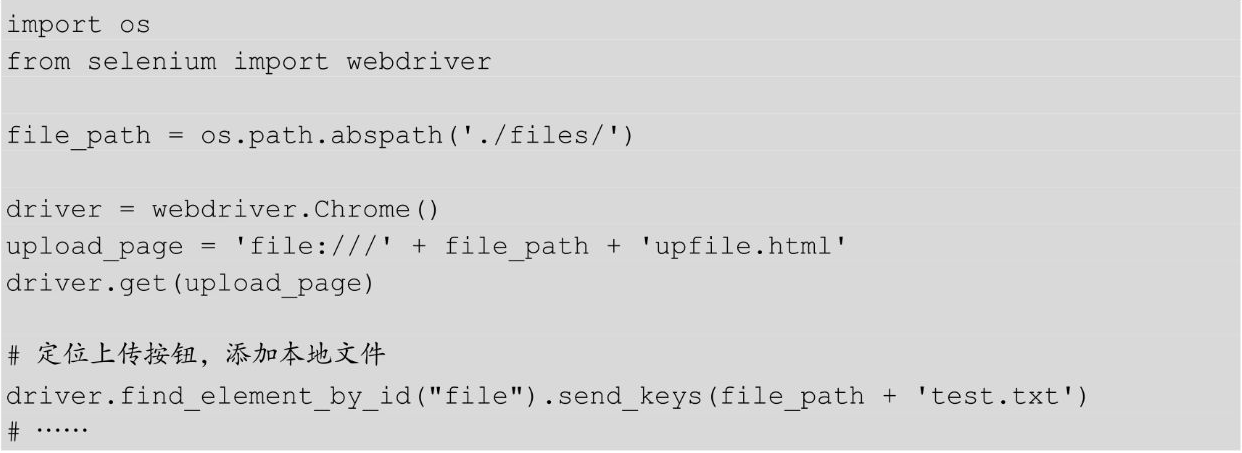 import os
from selenium import webdriver
file_path = os.path.abspath('./files/')
driver = webdriver.Chrome()
upload_page = 'file:///' + file_path + 'upfile.html'
driver.get(upload_page)
# 定位上传按钮，添加本地文件
driver.find_element_by_id("file").send_keys(file_path + 'test.txt')
# ……